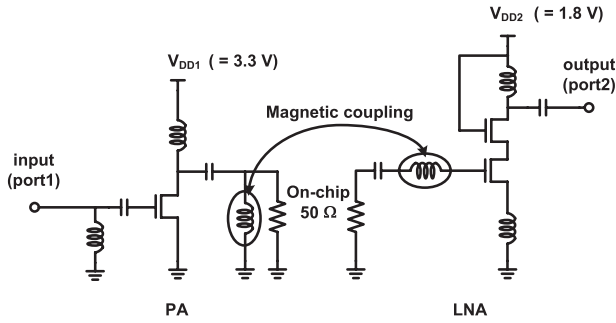 V_DD2 ( = 1.8 V)
V_DD1 ( = 3.3 V)
output
(port2)
Magnetic coupling
input
(port1)
On-chip
50 Ω
PA
LNA